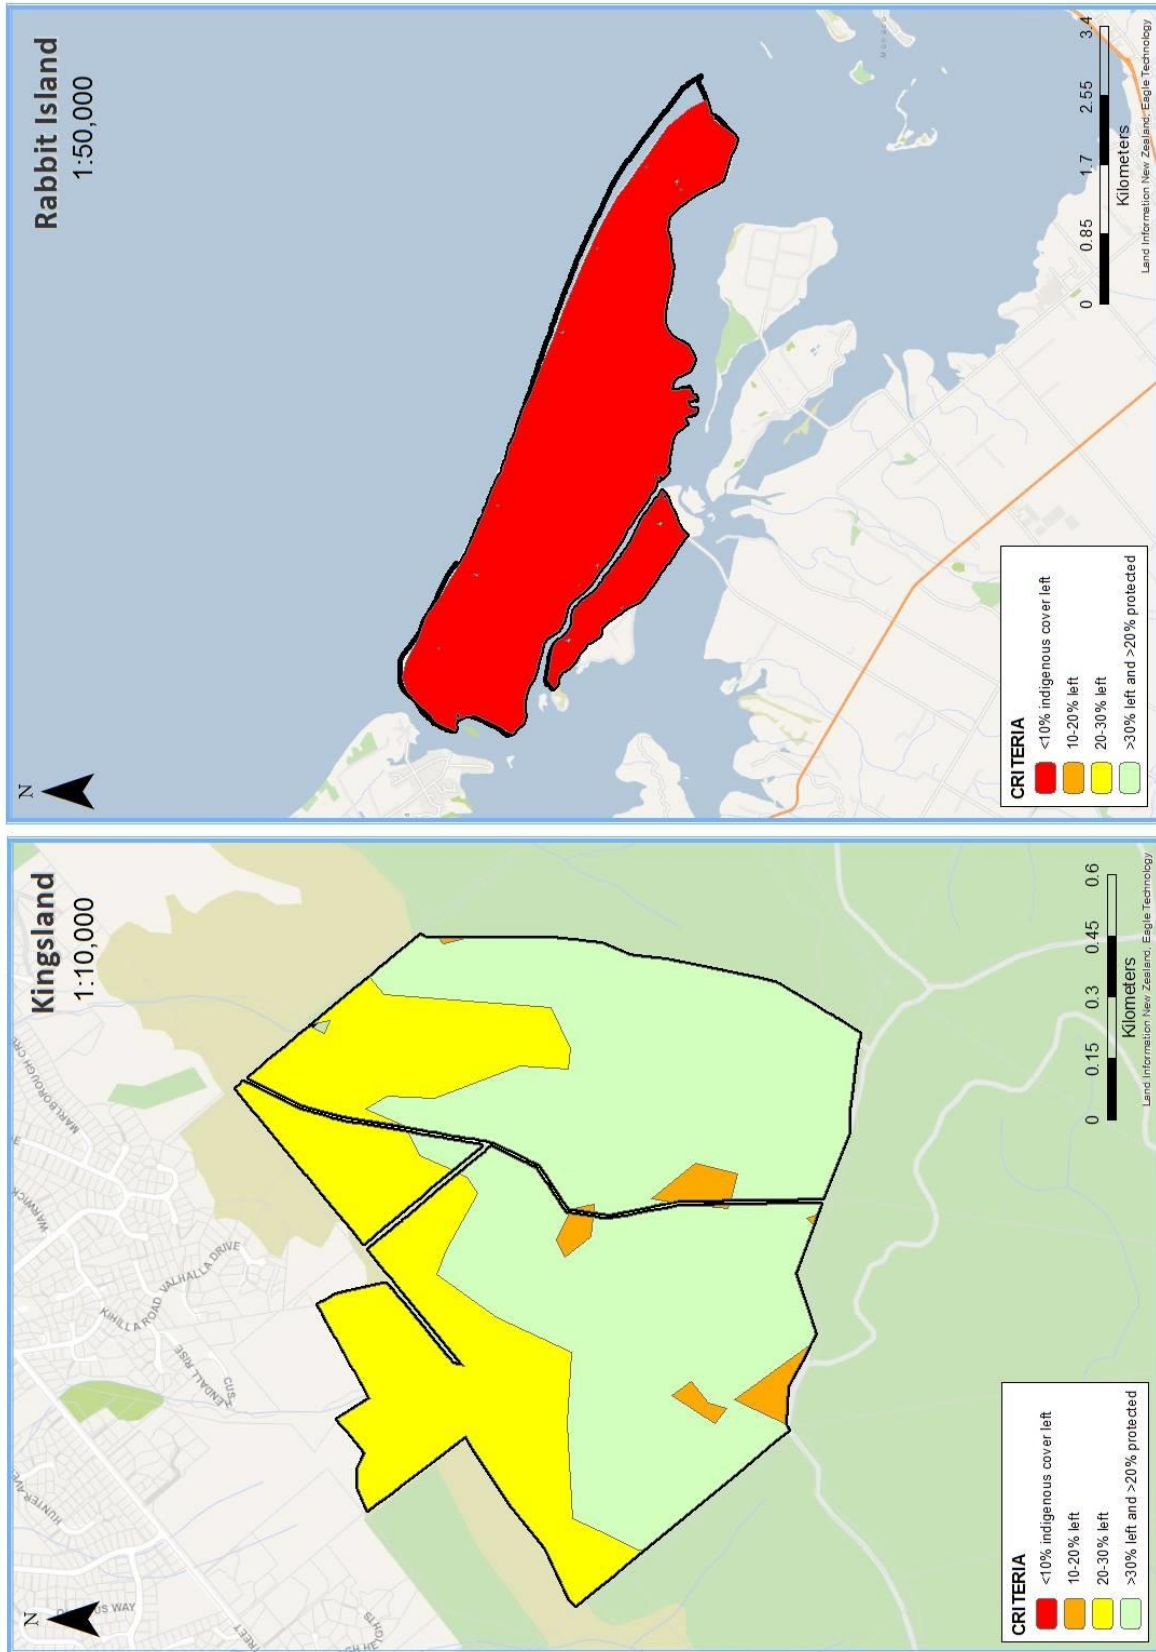 Kingsland
1:10,000
N
HUNTER AVE
WARWICK
MARLBOROUGH CRE
KIHILLA ROAD
VALHALLA DRIVE
KENDALL RISE
STREET
CRITERIA
<10% indigenous cover left
10-20% left
20-30% left
>30% left and >20% protected
0 0.15 0.3 0.45 0.6
Kilometers
Land Information New Zealand, Eagle Technology
Rabbit Island
1:50,000
N
CRITERIA
<10% indigenous cover left
10-20% left
20-30% left
>30% left and >20% protected
0 0.85 1.7 2.55 3.4
Kilometers
Land Information New Zealand, Eagle Technology